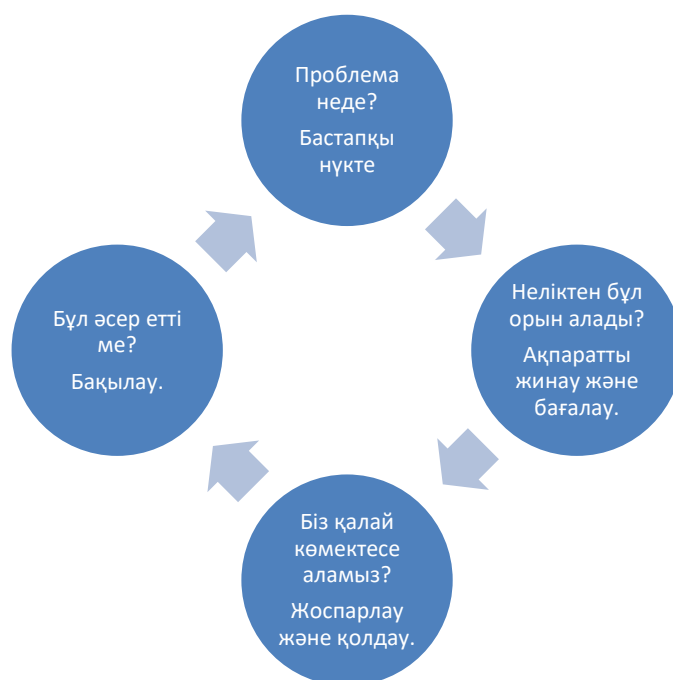 Проблема
неде?
Бастапқы
нүкте
Неліктен бұл
орын алады?
Ақпаратты
жинау және
бағалау.
Біз қалай
көмектесе
аламыз?
Жоспарлау
және қолдау.
Бұл әсер етті
ме?
Бақылау.